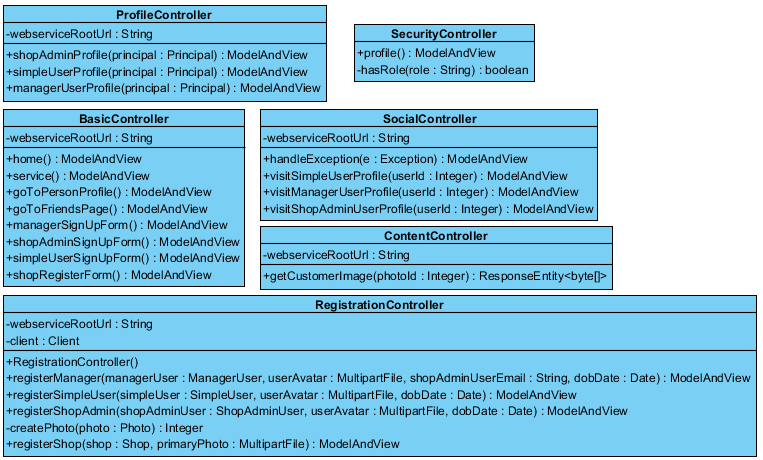 ProfileController
-webserviceRootUrl : String
+shopAdminProfile(principal : Principal) : ModelAndView
+simpleUserProfile(principal : Principal) : ModelAndView
+managerUserProfile(principal : Principal) : ModelAndView
SecurityController
+profile() : ModelAndView
-hasRole(role : String) : boolean
BasicController
-webserviceRootUrl : String
+home() : ModelAndView
+service() : ModelAndView
+goToPersonProfile() : ModelAndView
+goToFriendsPage() : ModelAndView
+managerSignUpForm() : ModelAndView
+shopAdminSignUpForm() : ModelAndView
+simpleUserSignUpForm() : ModelAndView
+shopRegisterForm() : ModelAndView
SocialController
-webserviceRootUrl : String
+handleException(e : Exception) : ModelAndView
+visitSimpleUserProfile(userId : Integer) : ModelAndView
+visitManagerUserProfile(userId : Integer) : ModelAndView
+visitShopAdminUserProfile(userId : Integer) : ModelAndView
ContentController
-webserviceRootUrl : String
+getCustomerImage(photoId : Integer) : ResponseEntity<byte[]>
RegistrationController
-webserviceRootUrl : String
-client : Client
+RegistrationController()
+registerManager(managerUser : ManagerUser, userAvatar : MultipartFile, shopAdminUserEmail : String, dobDate : Date) : ModelAndView
+registerSimpleUser(simpleUser : SimpleUser, userAvatar : MultipartFile, dobDate : Date) : ModelAndView
+registerShopAdmin(shopAdminUser : ShopAdminUser, userAvatar : MultipartFile, dobDate : Date) : ModelAndView
-createPhoto(photo : Photo) : Integer
+registerShop(shop : Shop, primaryPhoto : MultipartFile) : ModelAndView